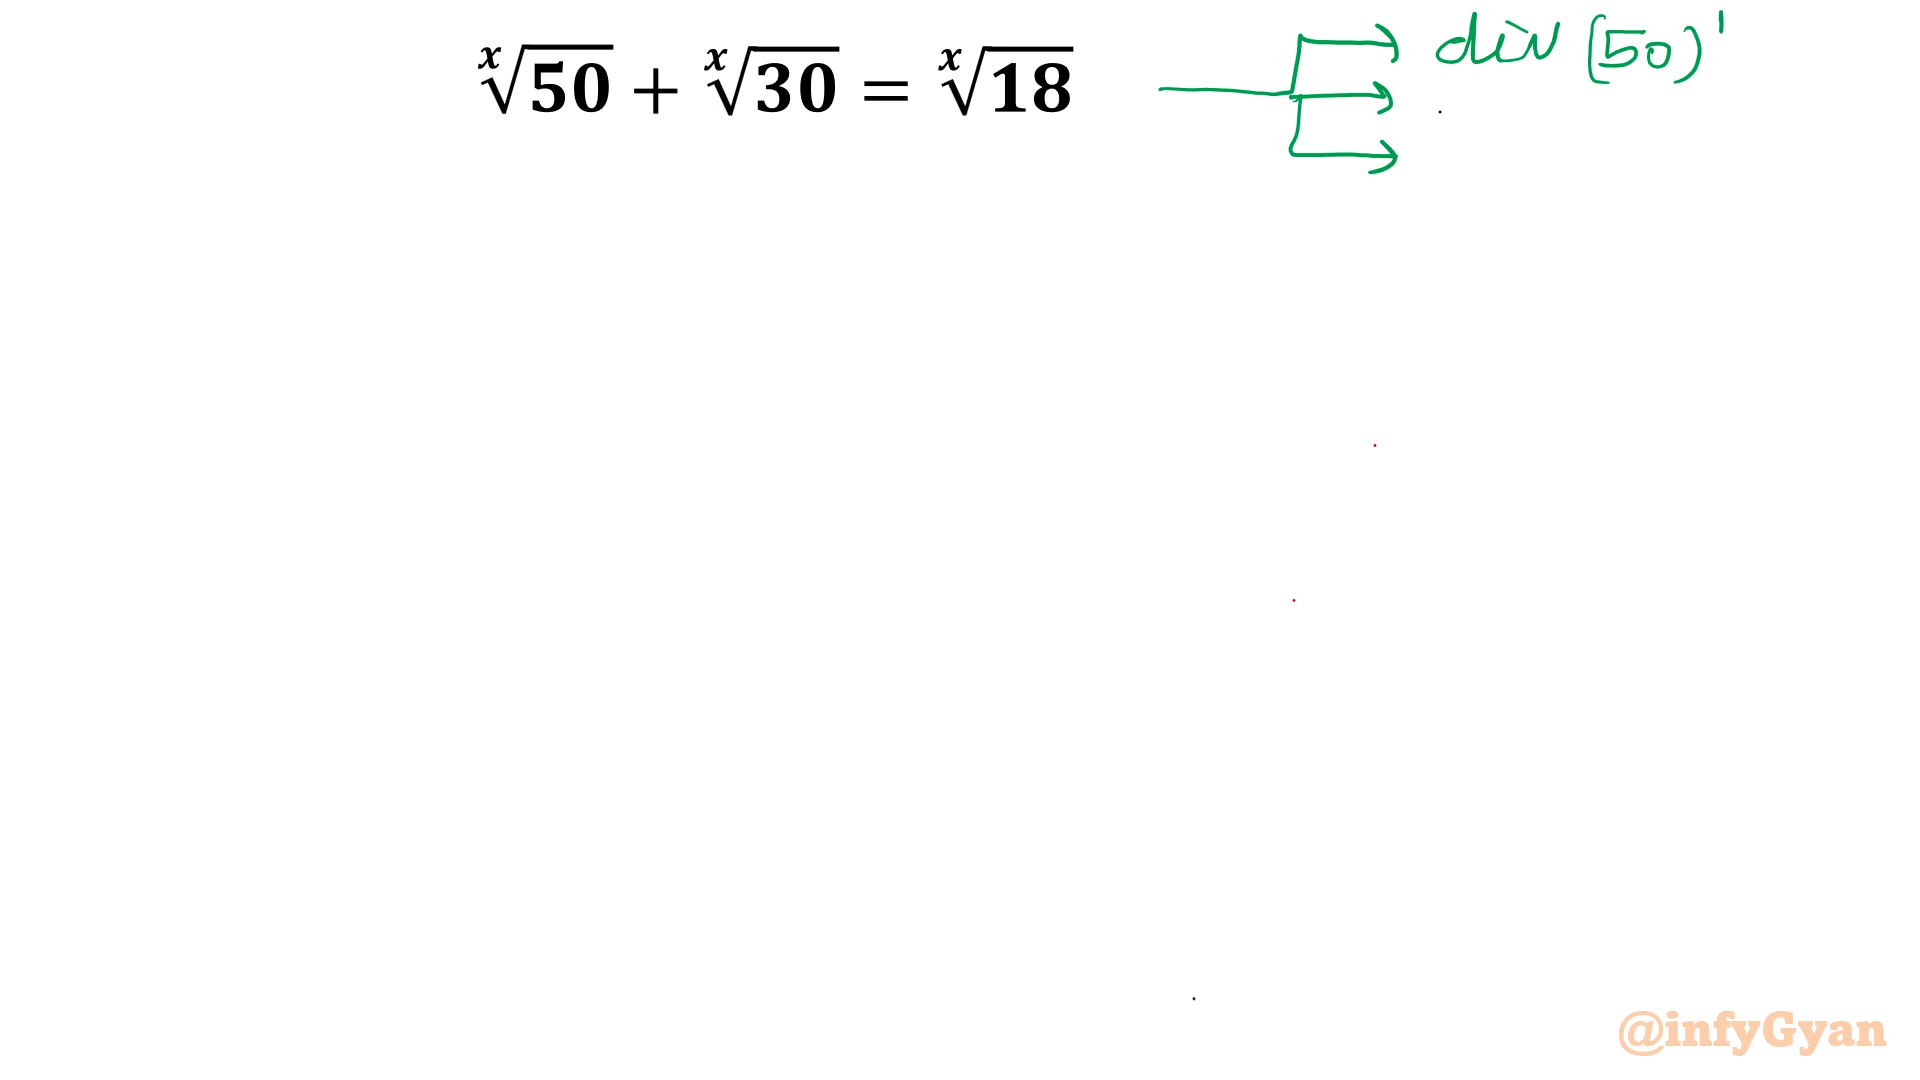 ˣ√50 + ˣ√30 = ˣ√18
div (50)'
@infyGyan